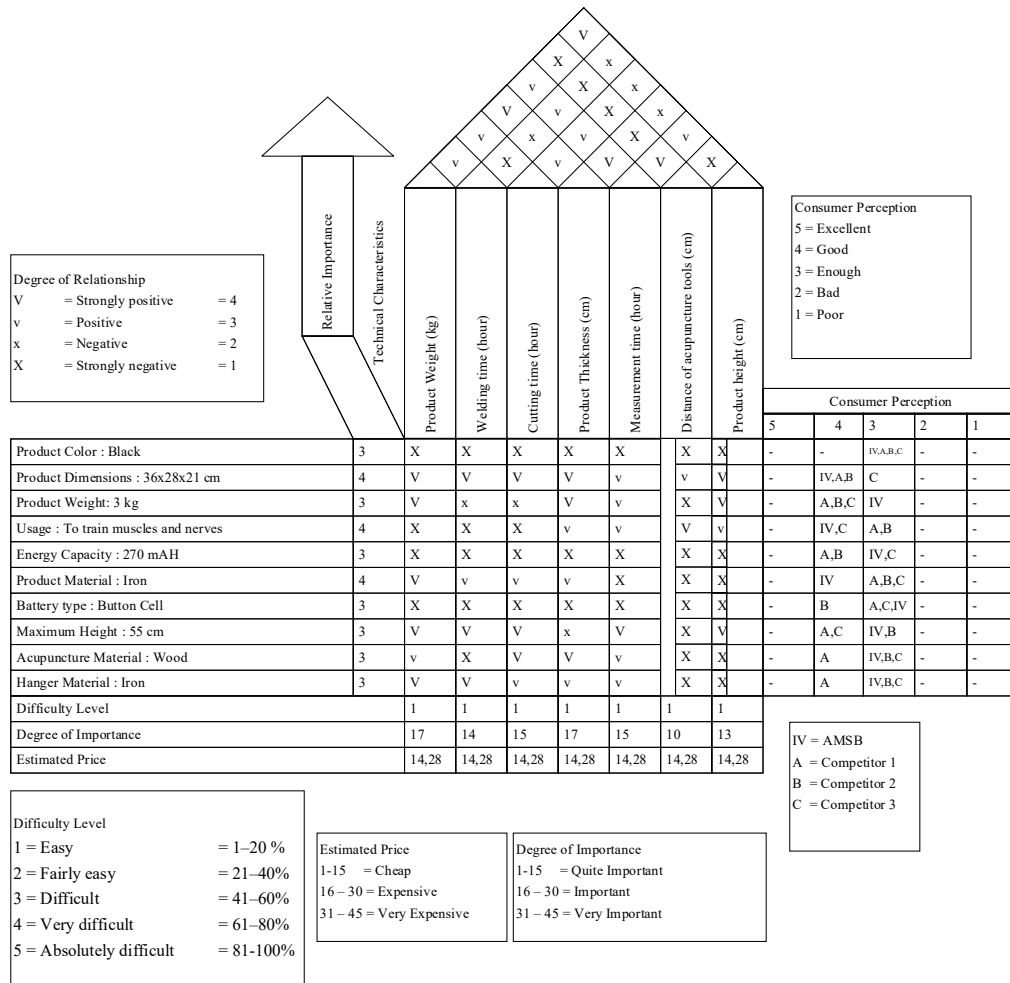 V
X x
v X x
V v X x
v x v X v
v X v V V X
Relative Importance
Technical Characteristics
Product Weight (kg)
Welding time (hour)
Cutting time (hour)
Product Thickness (cm)
Measurement time (hour)
Distance of acupuncture tools (cm)
Product height (cm)
Consumer Perception
5 = Excellent
4 = Good
3 = Enough
2 = Bad
1 = Poor
Degree of Relationship
V = Strongly positive = 4
v = Positive = 3
x = Negative = 2
X = Strongly negative = 1
Consumer Perception
5 4 3 2 1
Product Color : Black 3 X X X X X X X - - IV,A,B,C - -
Product Dimensions : 36x28x21 cm 4 V V V V v v V - IV,A,B C - -
Product Weight: 3 kg 3 V x x V v X V - A,B,C IV - -
Usage : To train muscles and nerves 4 X X X v v V v - IV,C A,B - -
Energy Capacity : 270 mAH 3 X X X X X X X - A,B IV,C - -
Product Material : Iron 4 V v v v X X X - IV A,B,C - -
Battery type : Button Cell 3 X X X X X X X - B A,C,IV - -
Maximum Height : 55 cm 3 V V V x V X V - A,C IV,B - -
Acupuncture Material : Wood 3 v X V V v X X - A IV,B,C - -
Hanger Material : Iron 3 V V v v v X X - A IV,B,C - -
Difficulty Level 1 1 1 1 1 1 1
Degree of Importance 17 14 15 17 15 10 13
Estimated Price 14,28 14,28 14,28 14,28 14,28 14,28 14,28
IV = AMSB
A = Competitor 1
B = Competitor 2
C = Competitor 3
Difficulty Level
1 = Easy = 1–20 %
2 = Fairly easy = 21–40%
3 = Difficult = 41–60%
4 = Very difficult = 61–80%
5 = Absolutely difficult = 81-100%
Estimated Price
1-15 = Cheap
16 – 30 = Expensive
31 – 45 = Very Expensive
Degree of Importance
1-15 = Quite Important
16 – 30 = Important
31 – 45 = Very Important